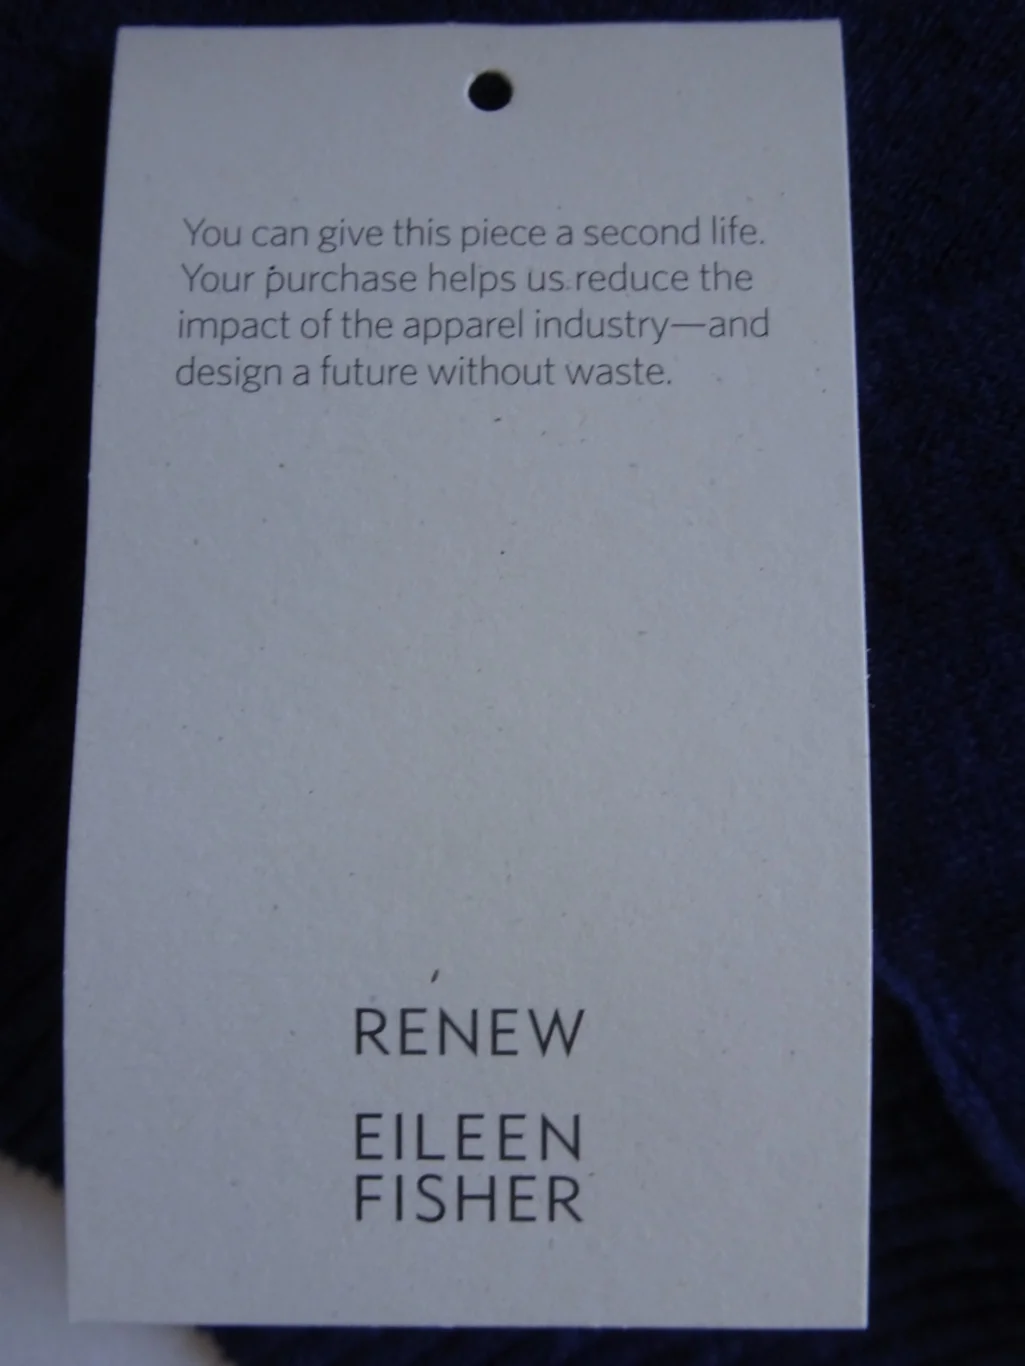 You can give this piece a second life.
Your purchase helps us reduce the
impact of the apparel industry—and
design a future without waste.
RENEW
EILEEN
FISHER